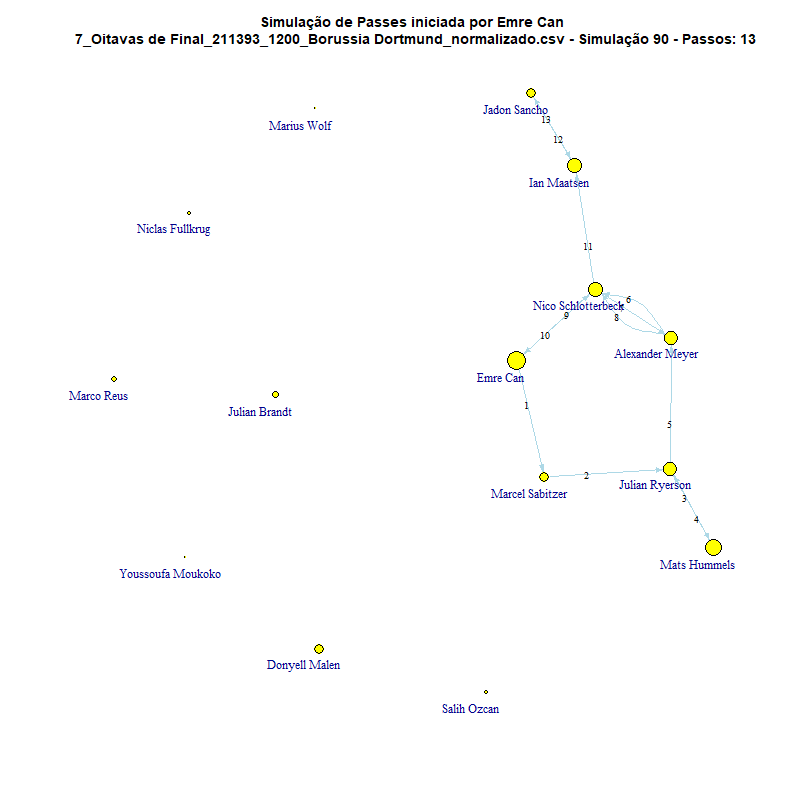 Simulação de Passes iniciada por Emre Can
7_Oitavas de Final_211393_1200_Borussia Dortmund_normalizado.csv - Simulação 90 - Passos: 13
Jadon Sancho
13
Marius Wolf
12
Ian Maatsen
Niclas Fullkrug
11
6
Nico Schlotterbeck
9
8
10
Alexander Meyer
Emre Can
Marco Reus
1
Julian Brandt
5
2
Julian Ryerson
Marcel Sabitzer
3
4
Mats Hummels
Youssoufa Moukoko
Donyell Malen
Salih Ozcan